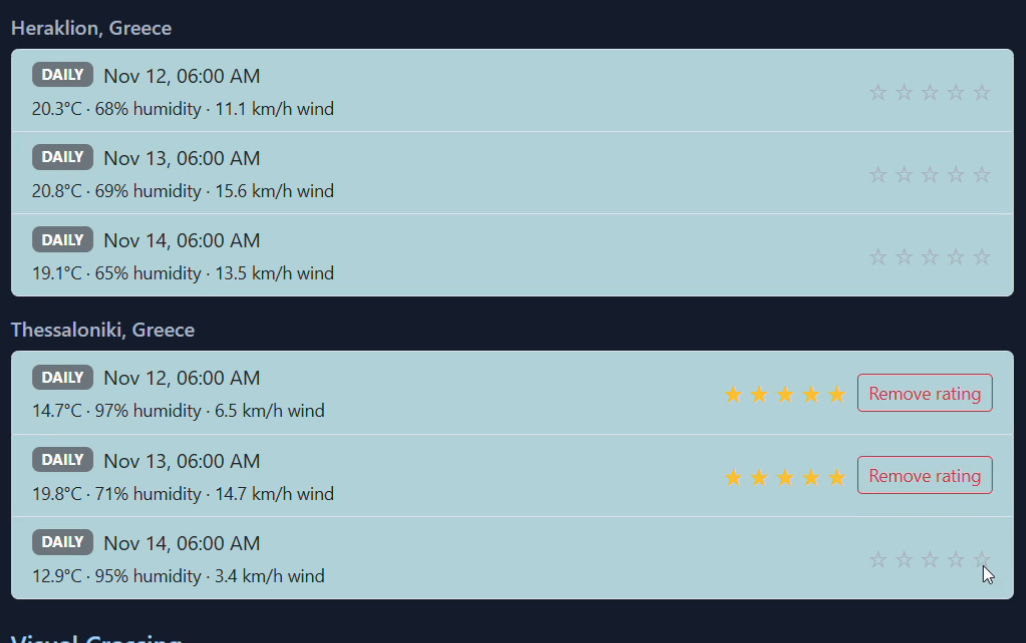 Heraklion, Greece
DAILY Nov 12, 06:00 AM
20.3°C · 68% humidity · 11.1 km/h wind
DAILY Nov 13, 06:00 AM
20.8°C · 69% humidity · 15.6 km/h wind
DAILY Nov 14, 06:00 AM
19.1°C · 65% humidity · 13.5 km/h wind
Thessaloniki, Greece
DAILY Nov 12, 06:00 AM
14.7°C · 97% humidity · 6.5 km/h wind
Remove rating
DAILY Nov 13, 06:00 AM
19.8°C · 71% humidity · 14.7 km/h wind
Remove rating
DAILY Nov 14, 06:00 AM
12.9°C · 95% humidity · 3.4 km/h wind
Visual Crossing